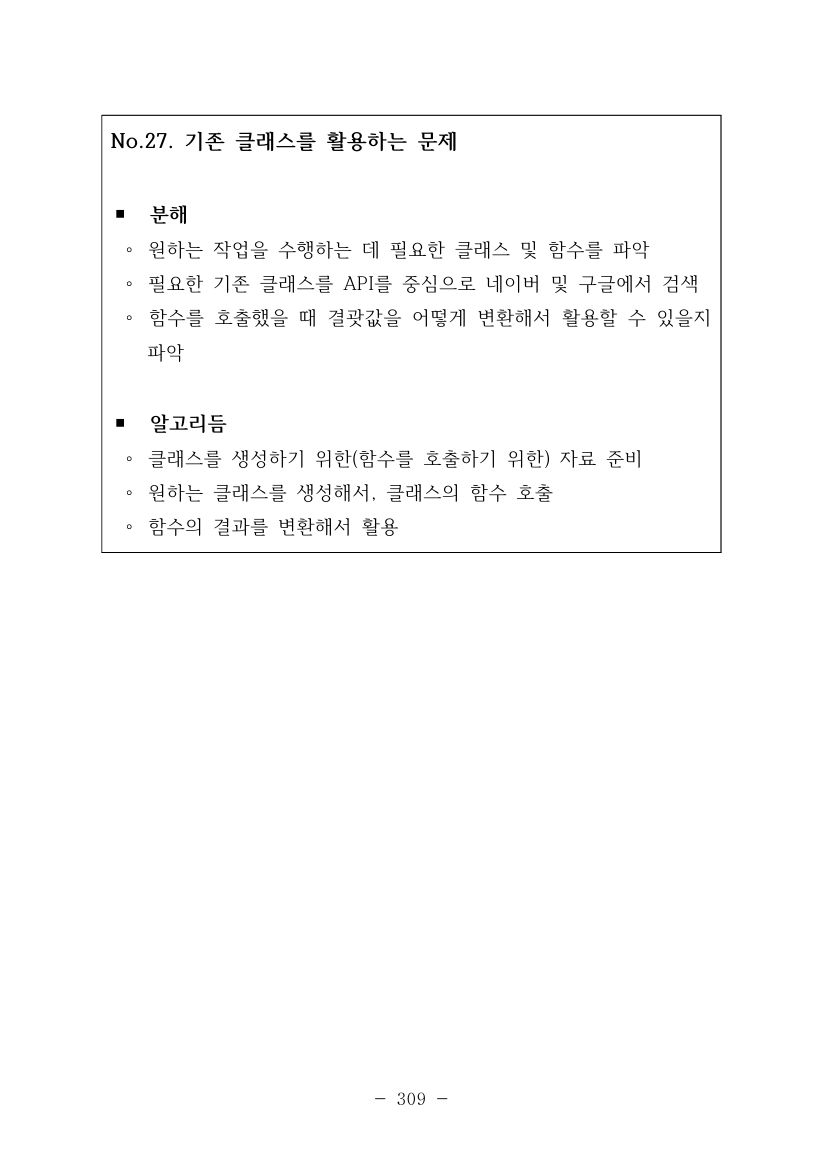 No.27. 기존 클래스를 활용하는 문제
▪ 분해
◦ 원하는 작업을 수행하는 데 필요한 클래스 및 함수를 파악
◦ 필요한 기존 클래스를 API를 중심으로 네이버 및 구글에서 검색
◦ 함수를 호출했을 때 결괏값을 어떻게 변환해서 활용할 수 있을지
파악
▪ 알고리듬
◦ 클래스를 생성하기 위한(함수를 호출하기 위한) 자료 준비
◦ 원하는 클래스를 생성해서, 클래스의 함수 호출
◦ 함수의 결과를 변환해서 활용
- 309 -